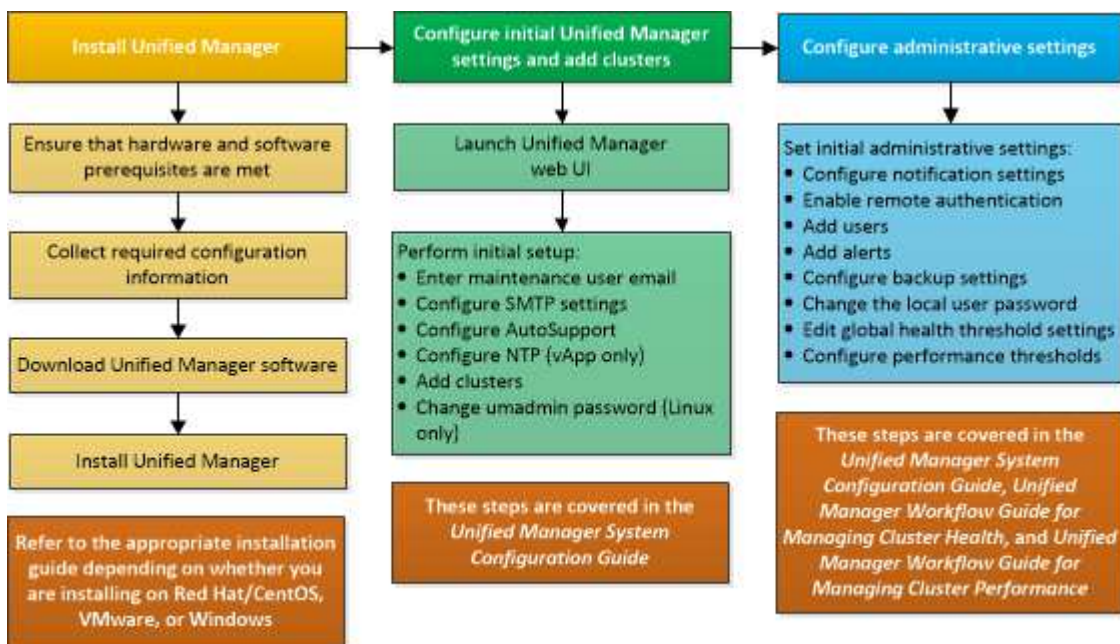 Install Unified Manager
Ensure that hardware and software
prerequisites are met
Collect required configuration
information
Download Unified Manager software
Install Unified Manager
Refer to the appropriate installation
guide depending on whether you
are installing on Red Hat/CentOS,
VMware, or Windows
Configure initial Unified Manager
settings and add clusters
Launch Unified Manager
web UI
Perform initial setup:
• Enter maintenance user email
• Configure SMTP settings
• Configure AutoSupport
• Configure NTP (vApp only)
• Add clusters
• Change umadmin password (Linux
only)
These steps are covered in the
Unified Manager System
Configuration Guide
Configure administrative settings
Set initial administrative settings:
• Configure notification settings
• Enable remote authentication
• Add users
• Add alerts
• Configure backup settings
• Change the local user password
• Edit global health threshold settings
• Configure performance thresholds
These steps are covered in the
Unified Manager System
Configuration Guide, Unified
Manager Workflow Guide for
Managing Cluster Health, and Unified
Manager Workflow Guide for
Managing Cluster Performance